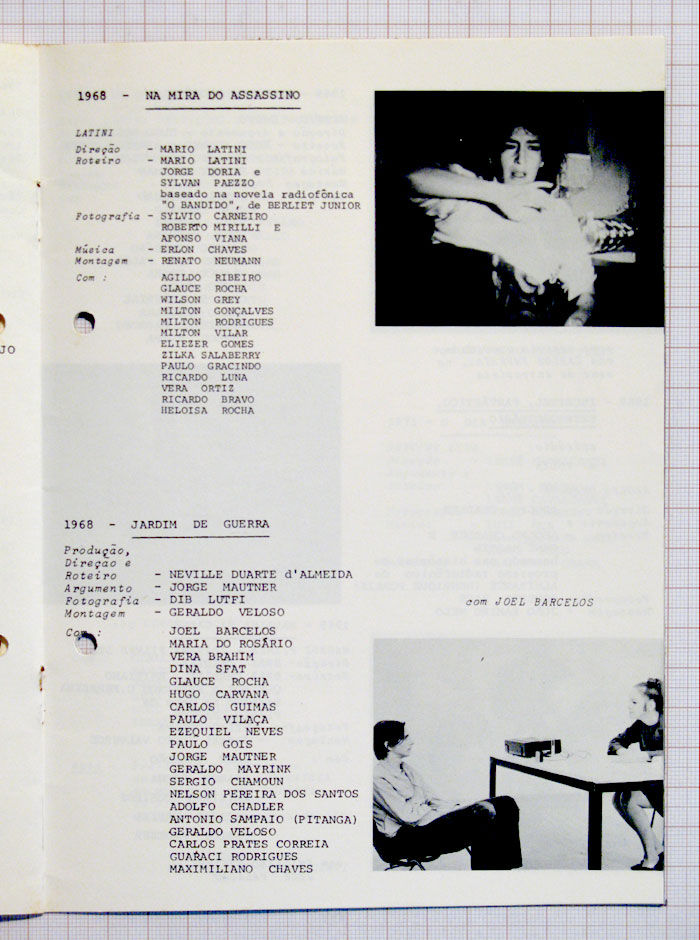 1968 - NA MIRA DO ASSASSINO
LATINI
Direção - MARIO LATINI
Roteiro - MARIO LATINI
JORGE DORIA e
SYLVAN PAEZZO
baseado na novela radiofônica
"O BANDIDO", de BERLIET JUNIOR
Fotografia - SYLVIO CARNEIRO
ROBERTO MIRILLI E
AFONSO VIANA
Música - ERLON CHAVES
Montagem - RENATO NEUMANN
Com : AGILDO RIBEIRO
GLAUCE ROCHA
WILSON GREY
MILTON GONÇALVES
MILTON RODRIGUES
MILTON VILAR
ELIEZER GOMES
ZILKA SALABERRY
PAULO GRACINDO
RICARDO LUNA
VERA ORTIZ
RICARDO BRAVO
HELOISA ROCHA
JO
1968 - JARDIM DE GUERRA
Produção,
Direção e
Roteiro - NEVILLE DUARTE d'ALMEIDA
Argumento - JORGE MAUTNER
Fotografia - DIB LUTFI
Montagem - GERALDO VELOSO
Com : JOEL BARCELOS
MARIA DO ROSÁRIO
VERA BRAHIM
DINA SFAT
GLAUCE ROCHA
HUGO CARVANA
CARLOS GUIMAS
PAULO VILAÇA
EZEQUIEL NEVES
PAULO GOIS
JORGE MAUTNER
GERALDO MAYRINK
SERGIO CHAMOUN
NELSON PEREIRA DOS SANTOS
ADOLFO CHADLER
ANTONIO SAMPAIO (PITANGA)
GERALDO VELOSO
CARLOS PRATES CORREIA
GUARACI RODRIGUES
MAXIMILIANO CHAVES
com JOEL BARCELOS